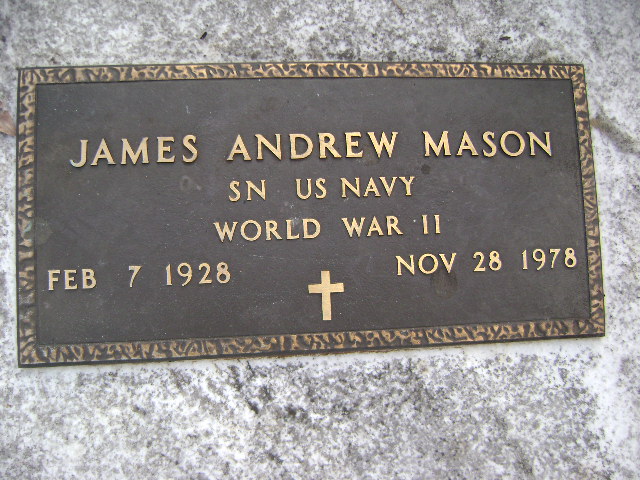 JAMES ANDREW MASON
SN US NAVY
WORLD WAR II
FEB 7 1928 NOV 28 1978